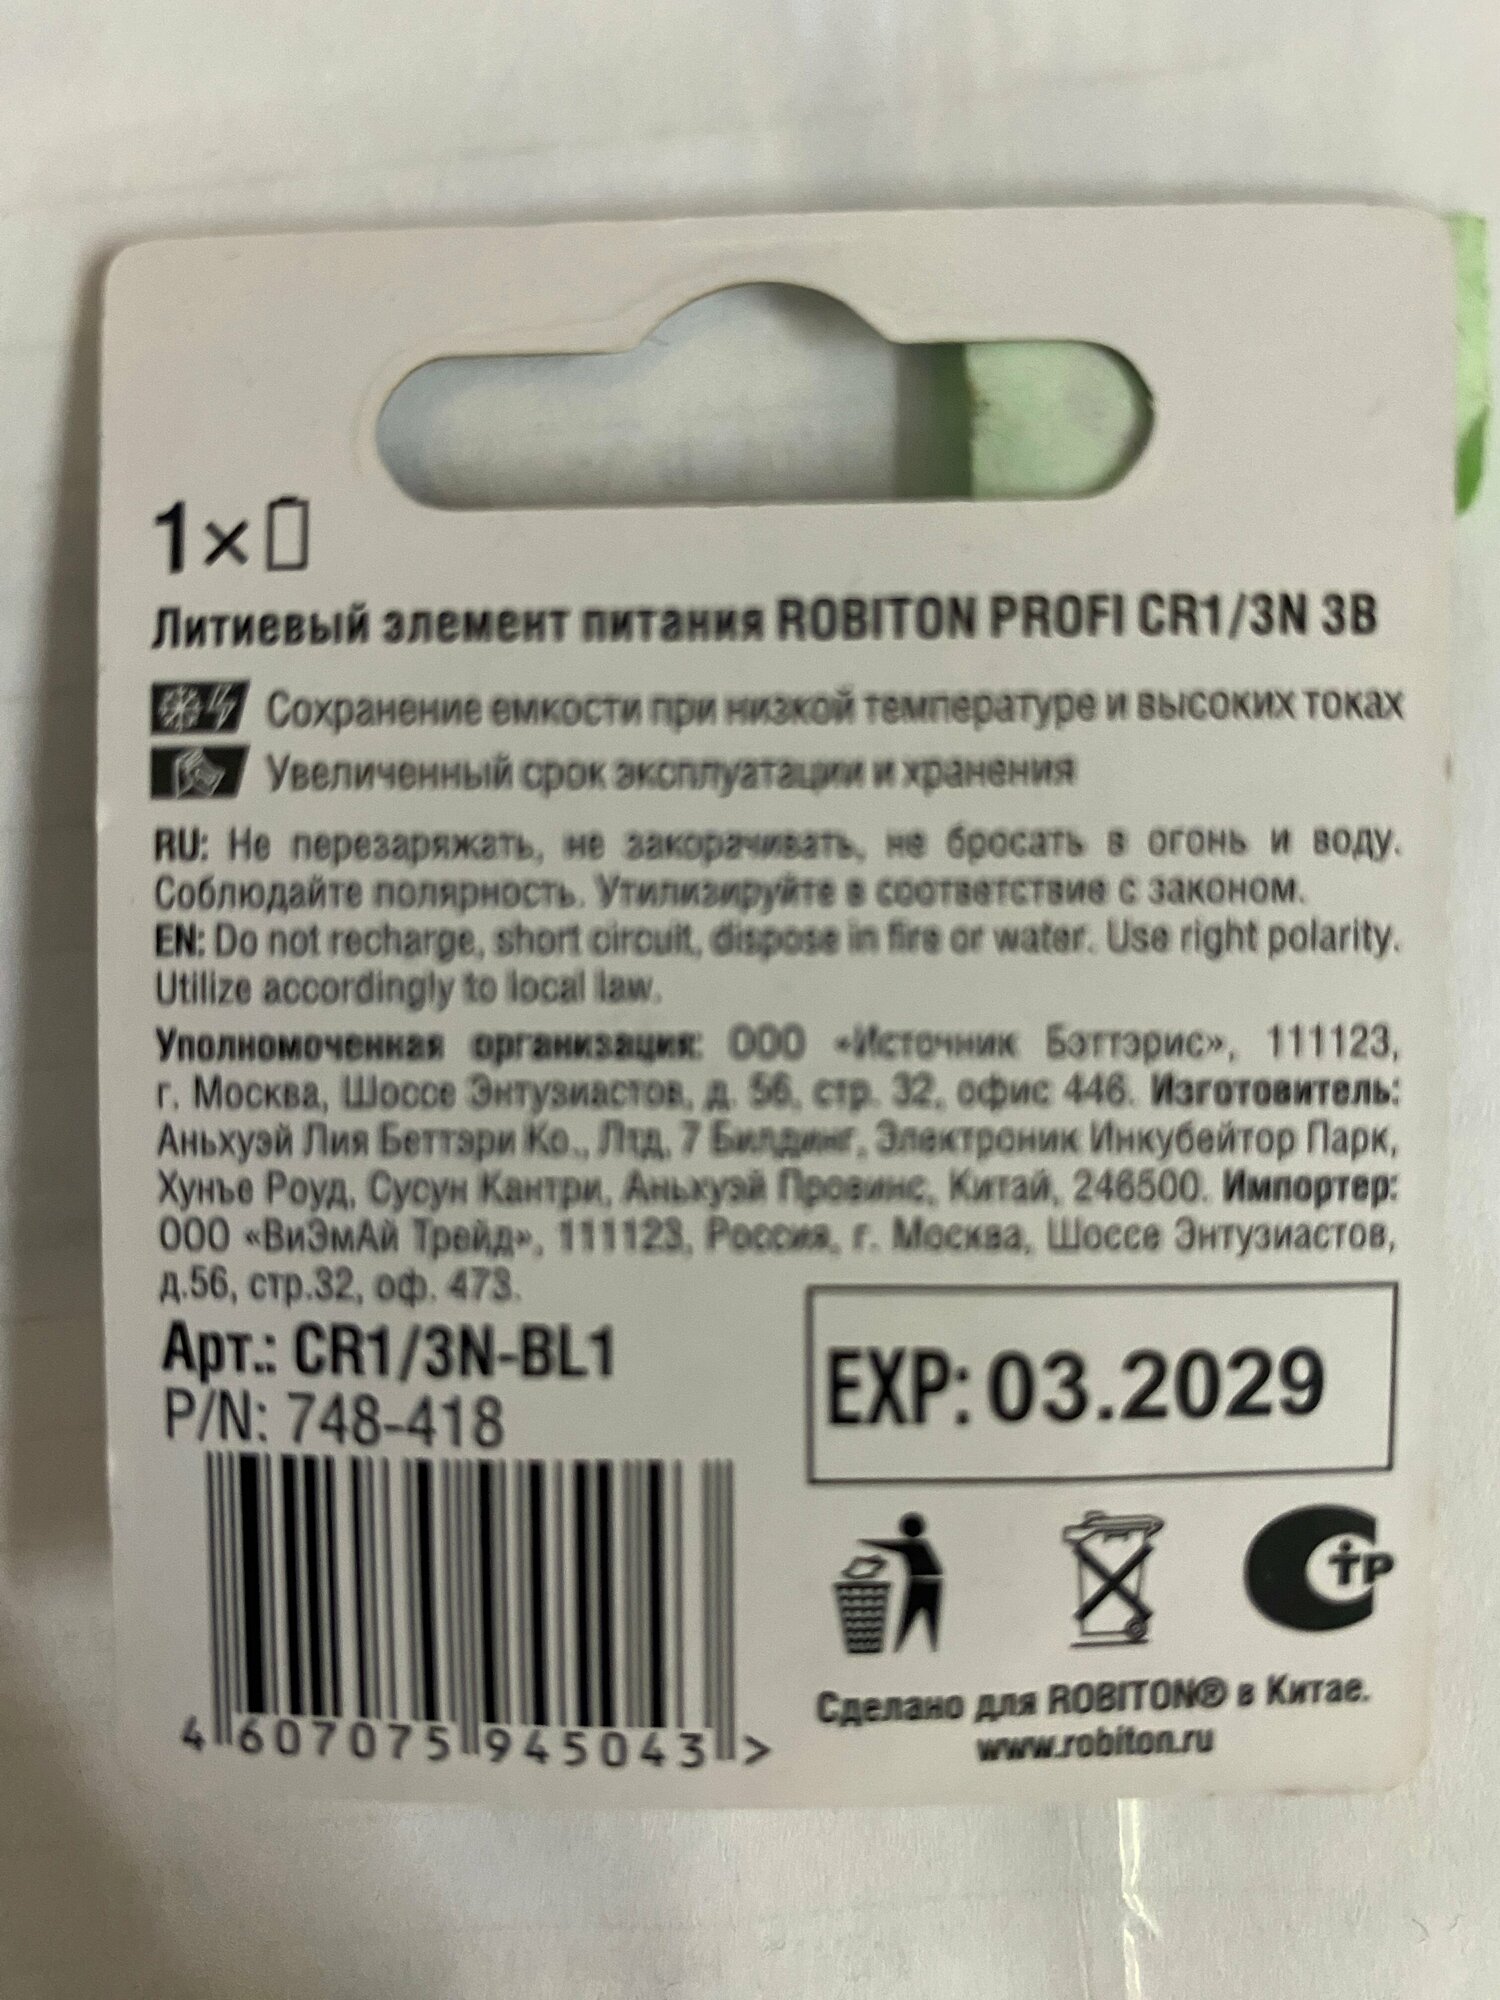 1×
Литиевый элемент питания ROBITON PROFI CR1/3N 3В
Сохранение емкости при низкой температуре и высоких токах
Увеличенный срок эксплуатации и хранения
RU: Не перезаряжать, не закорачивать, не бросать в огонь и воду.
Соблюдайте полярность. Утилизируйте в соответствие с законом.
EN: Do not recharge, short circuit, dispose in fire or water. Use right polarity.
Utilize accordingly to local law.
Уполномоченная организация: ООО «Источник Бэттэрис», 111123,
г. Москва, Шоссе Энтузиастов, д. 56, стр. 32, офис 446. Изготовитель:
Аньхуэй Лия Беттэри Ко., Лтд, 7 Билдинг, Электроник Инкубейтор Парк,
Хунье Роуд, Сусун Кантри, Аньхуэй Провинс, Китай, 246500. Импортер:
ООО «ВиЭмАй Трейд», 111123, Россия, г. Москва, Шоссе Энтузиастов,
д.56, стр.32, оф. 473.
Арт.: CR1/3N-BL1
P/N: 748-418
EXP: 03.2029
4 607075 945043 >
СТР
Сделано для ROBITON® в Китае.
www.robiton.ru